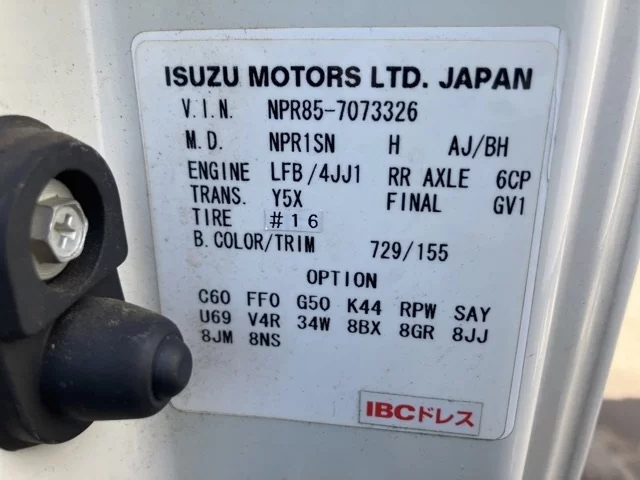 ISUZU MOTORS LTD. JAPAN
V.I.N. NPR85-7073326
M.D. NPR1SN H AJ/BH
ENGINE LFB/4JJ1 RR AXLE 6CP
TRANS. Y5X FINAL GV1
TIRE #16
B.COLOR/TRIM 729/155
OPTION
C60 FF0 G50 K44 RPW SAY
U69 V4R 34W 8BX 8GR 8JJ
8JM 8NS
IBCドレス